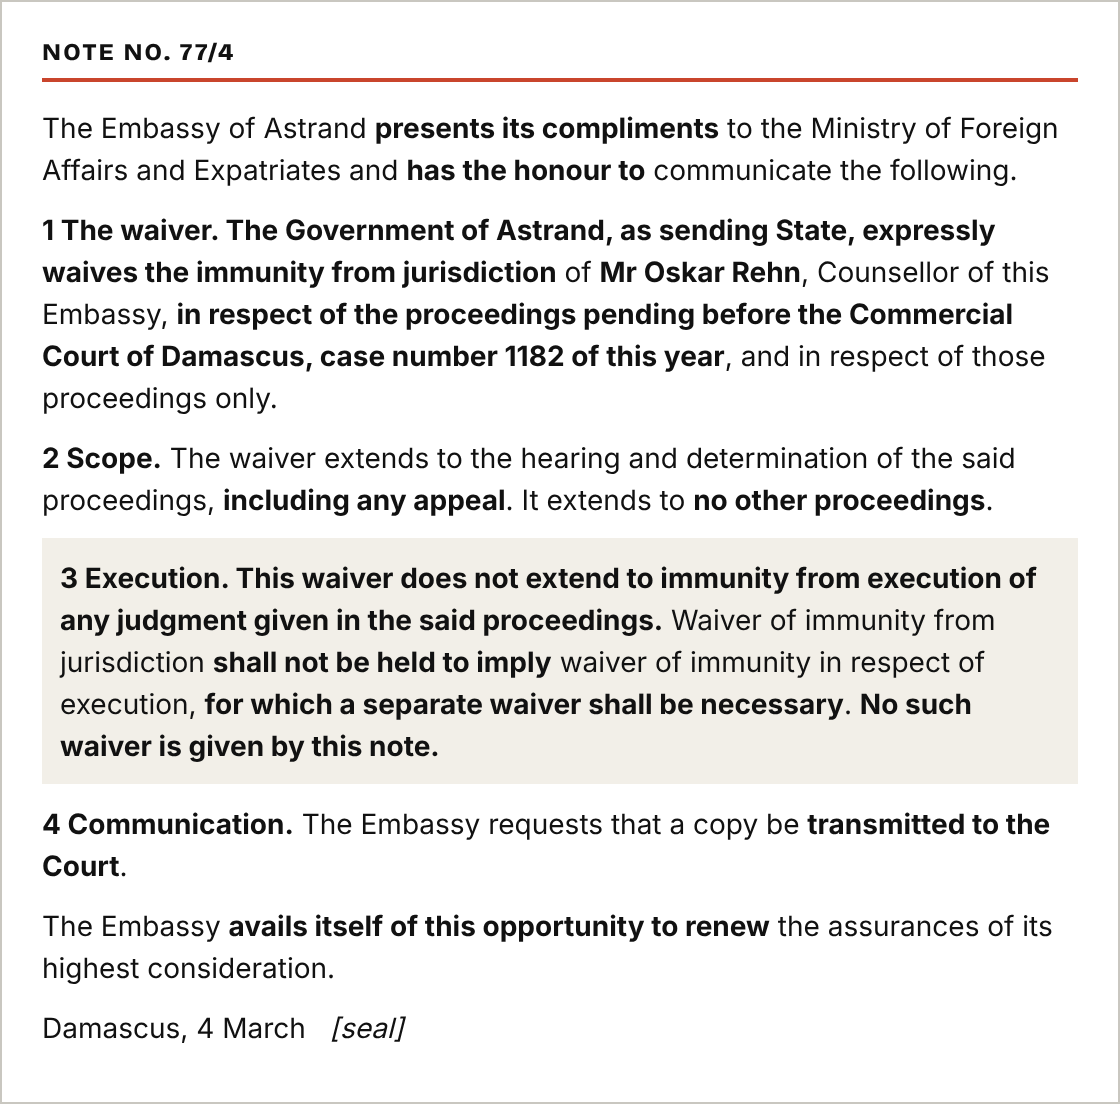 NOTE NO. 77/4
The Embassy of Astrand presents its compliments to the Ministry of Foreign
Affairs and Expatriates and has the honour to communicate the following.
1 The waiver. The Government of Astrand, as sending State, expressly
waives the immunity from jurisdiction of Mr Oskar Rehn, Counsellor of this
Embassy, in respect of the proceedings pending before the Commercial
Court of Damascus, case number 1182 of this year, and in respect of those
proceedings only.
2 Scope. The waiver extends to the hearing and determination of the said
proceedings, including any appeal. It extends to no other proceedings.
3 Execution. This waiver does not extend to immunity from execution of
any judgment given in the said proceedings. Waiver of immunity from
jurisdiction shall not be held to imply waiver of immunity in respect of
execution, for which a separate waiver shall be necessary. No such
waiver is given by this note.
4 Communication. The Embassy requests that a copy be transmitted to the
Court.
The Embassy avails itself of this opportunity to renew the assurances of its
highest consideration.
Damascus, 4 March [seal]